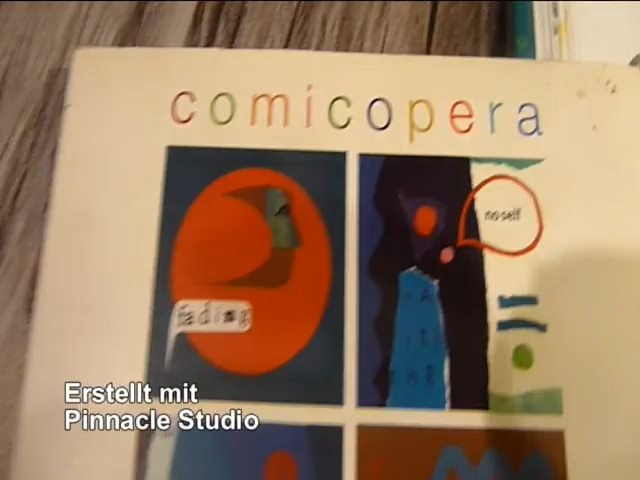 comicopera
no self
fading
Erstellt mit
Pinnacle Studio